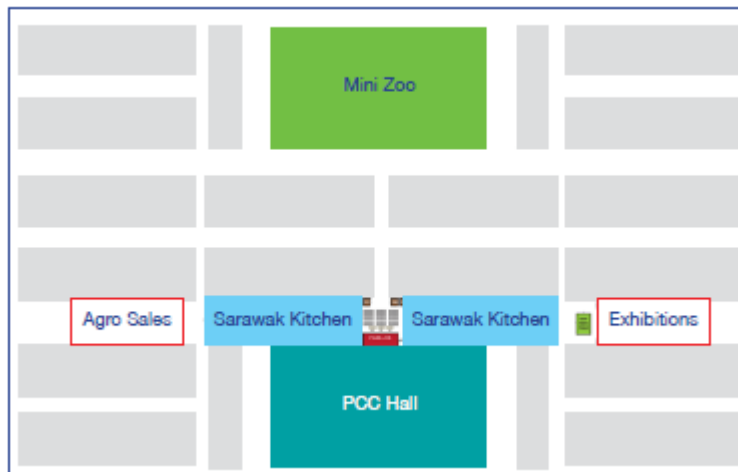 Mini Zoo
Agro Sales
Sarawak Kitchen
Sarawak Kitchen
Exhibitions
PCC Hall